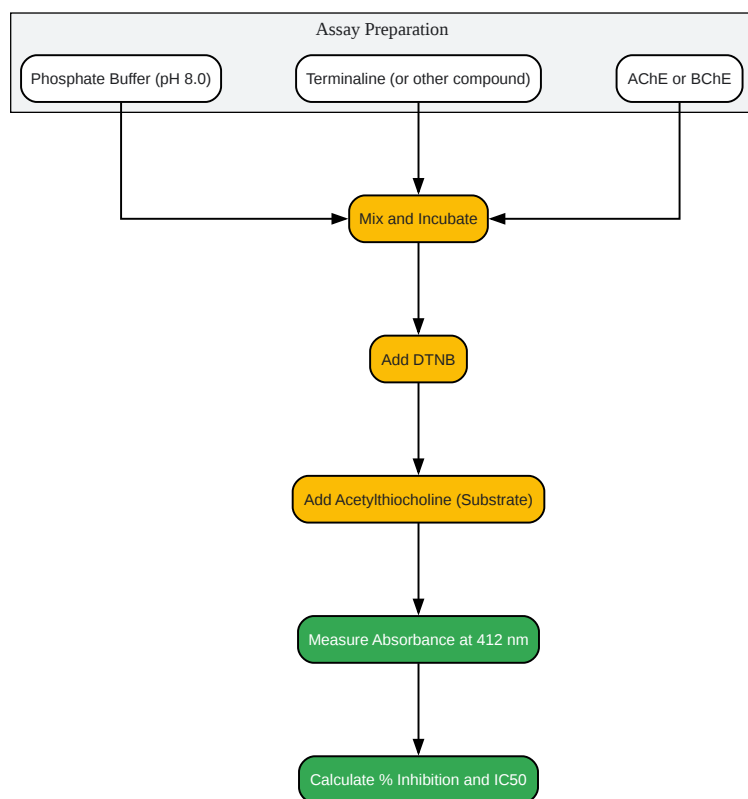 Assay Preparation
Phosphate Buffer (pH 8.0)
Terminaline (or other compound)
AChE or BChE
Mix and Incubate
Add DTNB
Add Acetylthiocholine (Substrate)
Measure Absorbance at 412 nm
Calculate % Inhibition and IC50